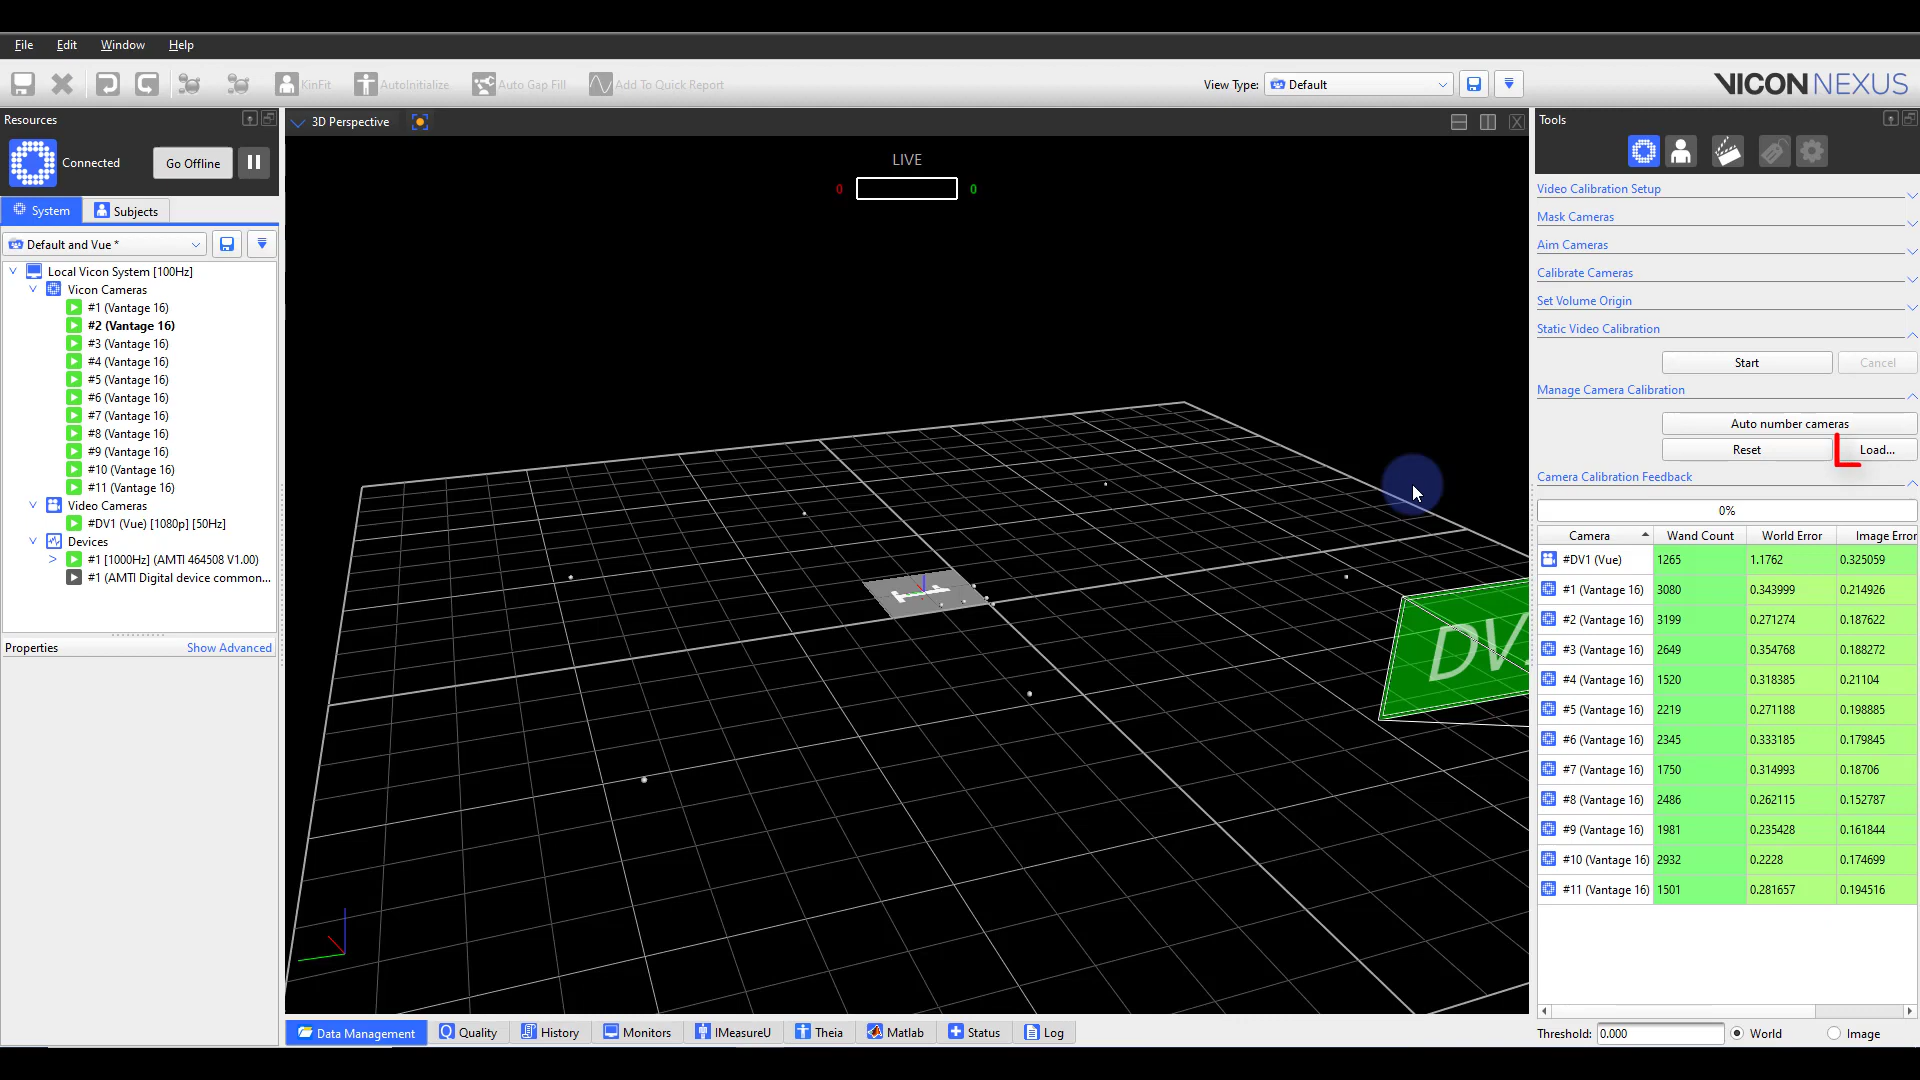 File Edit Window Help
KinFit AutoInitialize. Auto Gap Fill Add To Quick Report View Type: Default VICON NEXUS
Resources
Connected Go Offline
System Subjects
Default and Vue *
Local Vicon System [100Hz]
Vicon Cameras
#1 (Vantage 16)
#2 (Vantage 16)
#3 (Vantage 16)
#4 (Vantage 16)
#5 (Vantage 16)
#6 (Vantage 16)
#7 (Vantage 16)
#8 (Vantage 16)
#9 (Vantage 16)
#10 (Vantage 16)
#11 (Vantage 16)
Video Cameras
#DV1 (Vue) [1080p] [50Hz]
Devices
#1 [1000Hz] (AMTI 464508 V1.00)
#1 (AMTI Digital device common...
Properties Show Advanced
3D Perspective
LIVE
0 0
1
Data Management Quality History Monitors IMeasureU Theia Matlab Status Log
Tools
Video Calibration Setup
Mask Cameras
Aim Cameras
Calibrate Cameras
Set Volume Origin
Static Video Calibration
Start Cancel
Manage Camera Calibration
Auto number cameras
Reset Load...
Camera Calibration Feedback
0%
Camera Wand Count World Error Image Error
#DV1 (Vue) 1265 1.1762 0.325059
#1 (Vantage 16) 3080 0.343999 0.214926
#2 (Vantage 16) 3199 0.271274 0.187622
#3 (Vantage 16) 2649 0.354768 0.188272
#4 (Vantage 16) 1520 0.318385 0.21104
#5 (Vantage 16) 2219 0.271188 0.198885
#6 (Vantage 16) 2345 0.333185 0.179845
#7 (Vantage 16) 1750 0.314993 0.18706
#8 (Vantage 16) 2486 0.262115 0.152787
#9 (Vantage 16) 1981 0.235428 0.161844
#10 (Vantage 16) 2932 0.2228 0.174699
#11 (Vantage 16) 1501 0.281657 0.194516
Threshold: 0.000 World Image